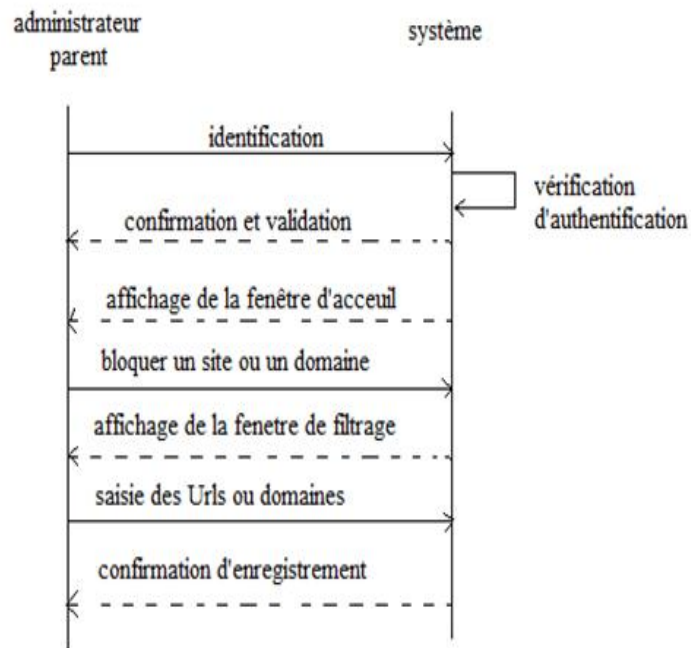 administrateur
parent
système
identification
vérification
d'authentification
confirmation et validation
affichage de la fenêtre d'acceuil
bloquer un site ou un domaine
affichage de la fenetre de filtrage
saisie des Urls ou domaines
confirmation d'enregistrement